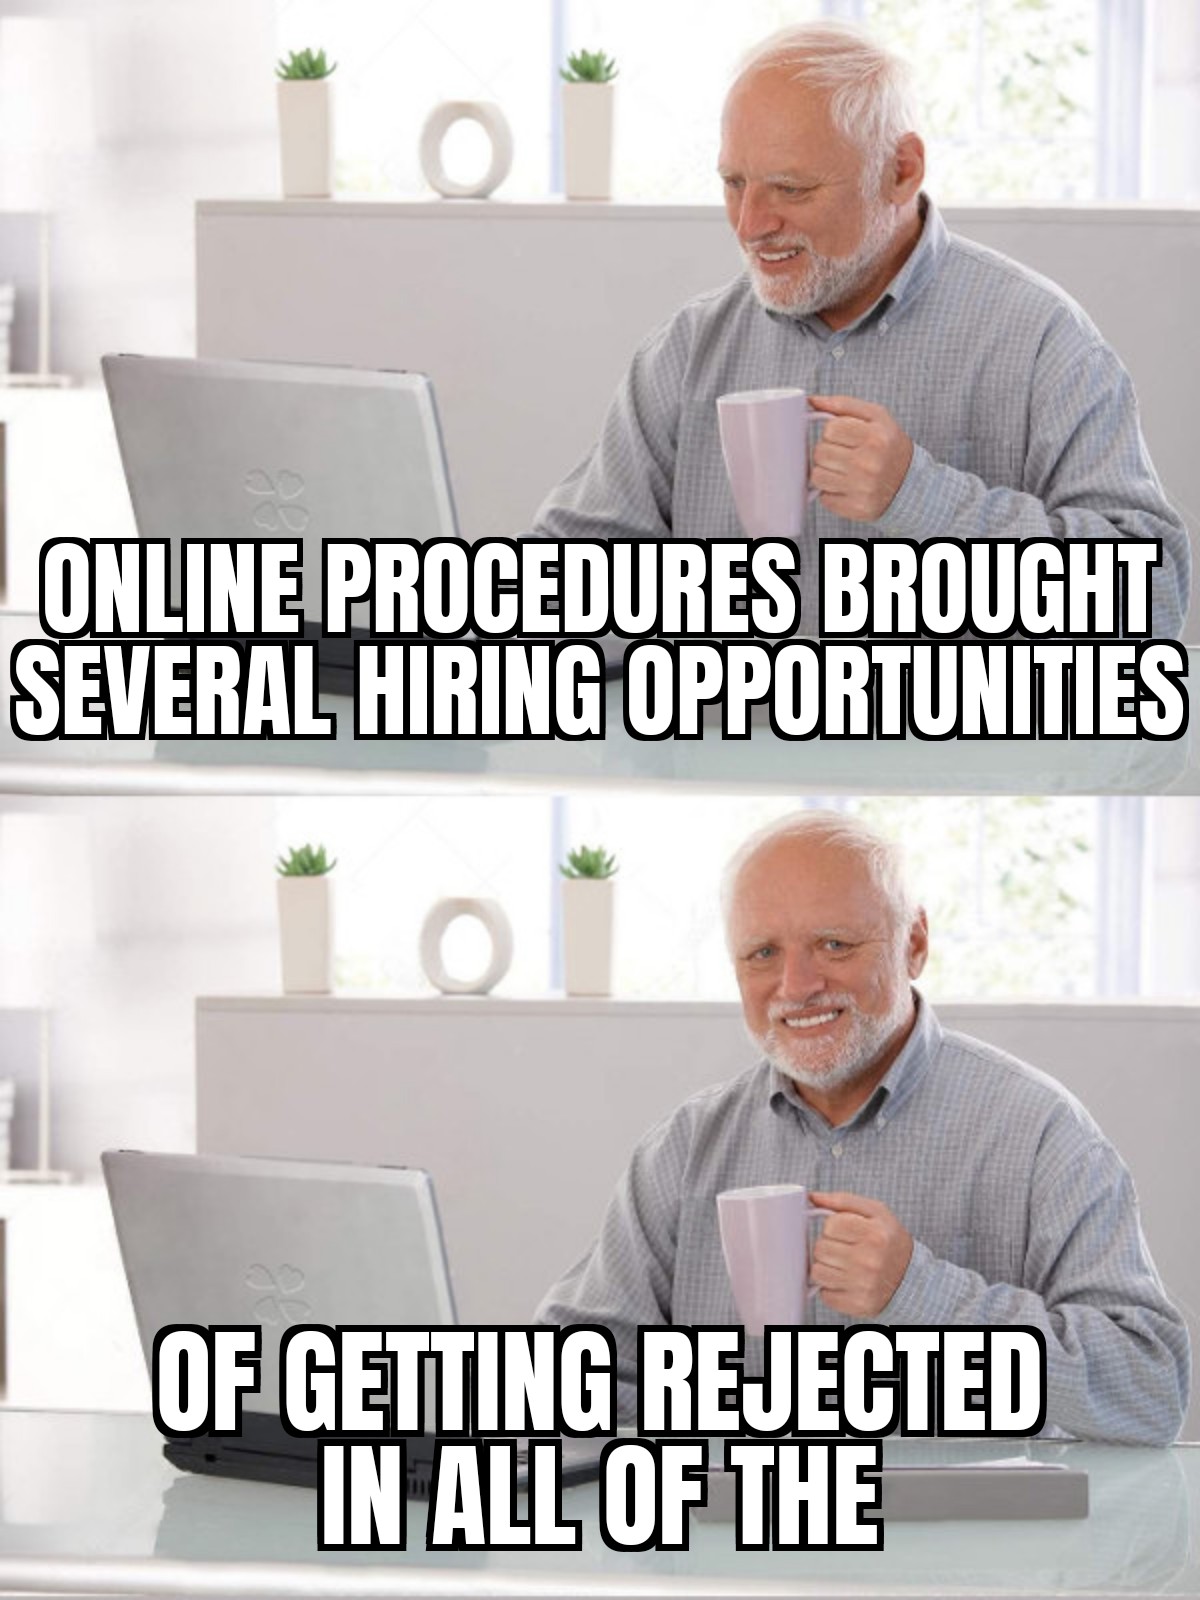 ONLINE PROCEDURES BROUGHT
SEVERAL HIRING OPPORTUNITIES
OF GETTING REJECTED
IN ALL OF THE